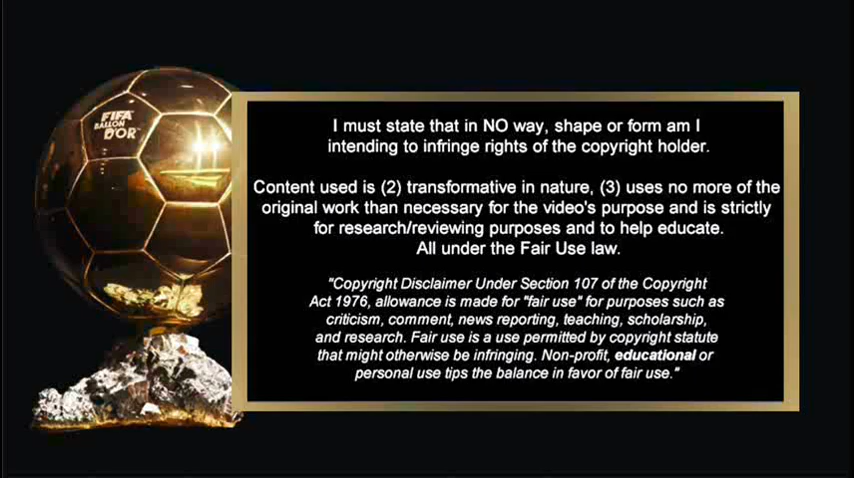 FIFA
BALLON
D'OR
I must state that in NO way, shape or form am I
intending to infringe rights of the copyright holder.
Content used is (2) transformative in nature, (3) uses no more of the
original work than necessary for the video's purpose and is strictly
for research/reviewing purposes and to help educate.
All under the Fair Use law.
"Copyright Disclaimer Under Section 107 of the Copyright
Act 1976, allowance is made for "fair use" for purposes such as
criticism, comment, news reporting, teaching, scholarship,
and research. Fair use is a use permitted by copyright statute
that might otherwise be infringing. Non-profit, educational or
personal use tips the balance in favor of fair use."